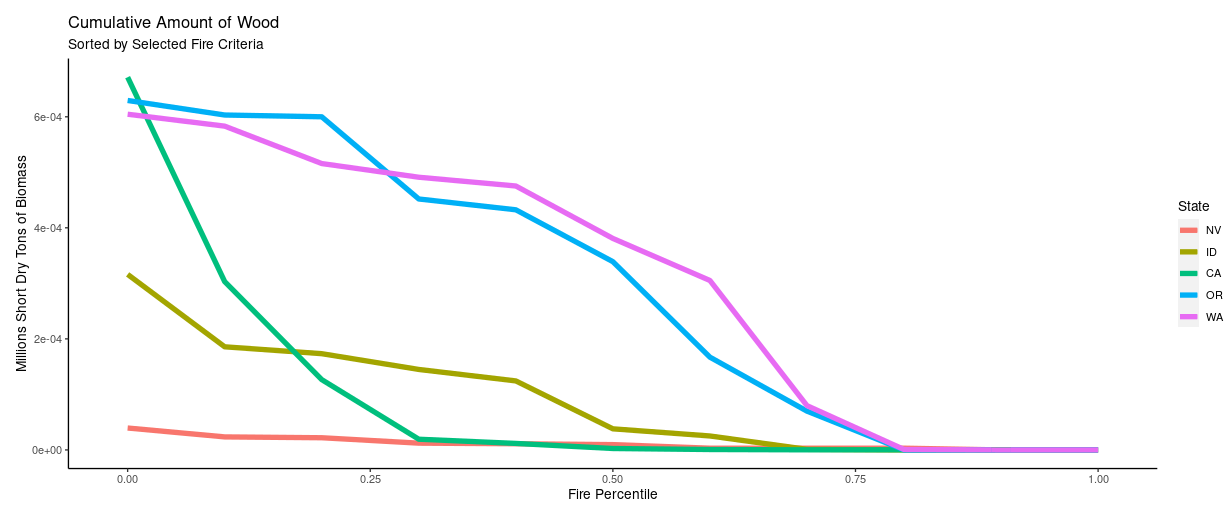 Cumulative Amount of Wood
Sorted by Selected Fire Criteria
Millions Short Dry Tons of Biomass
6e-04
4e-04
2e-04
0e+00
0.00 0.25 0.50 0.75 1.00
Fire Percentile
State
NV
ID
CA
OR
WA